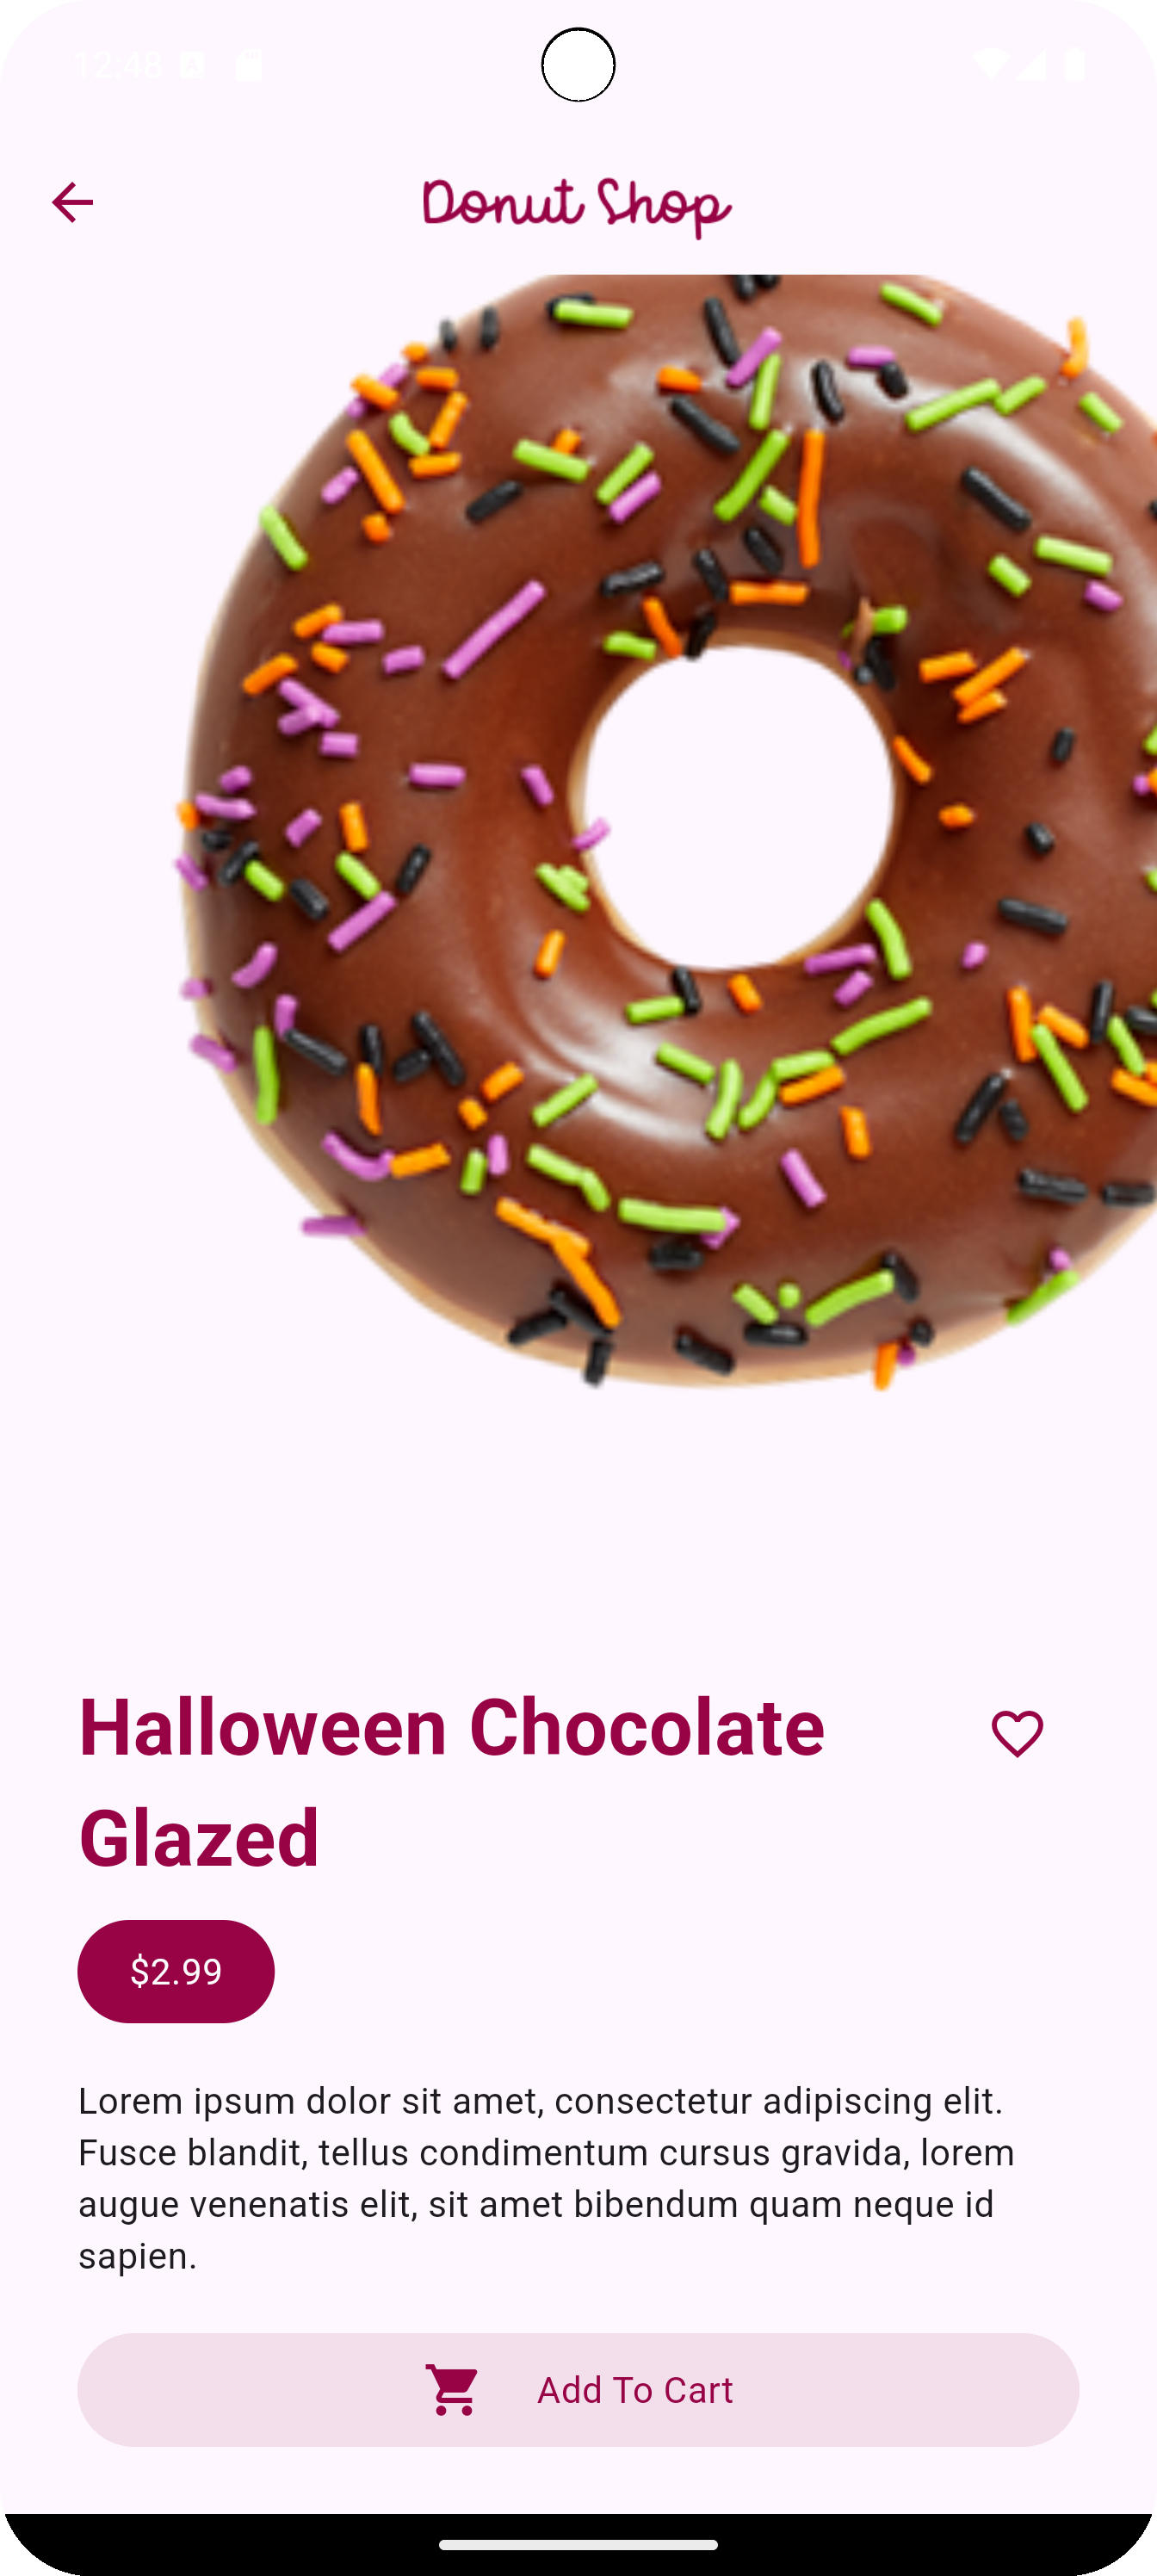 12:48
Donut Shop
Halloween Chocolate
Glazed
$2.99
Lorem ipsum dolor sit amet, consectetur adipiscing elit.
Fusce blandit, tellus condimentum cursus gravida, lorem
augue venenatis elit, sit amet bibendum quam neque id
sapien.
Add To Cart